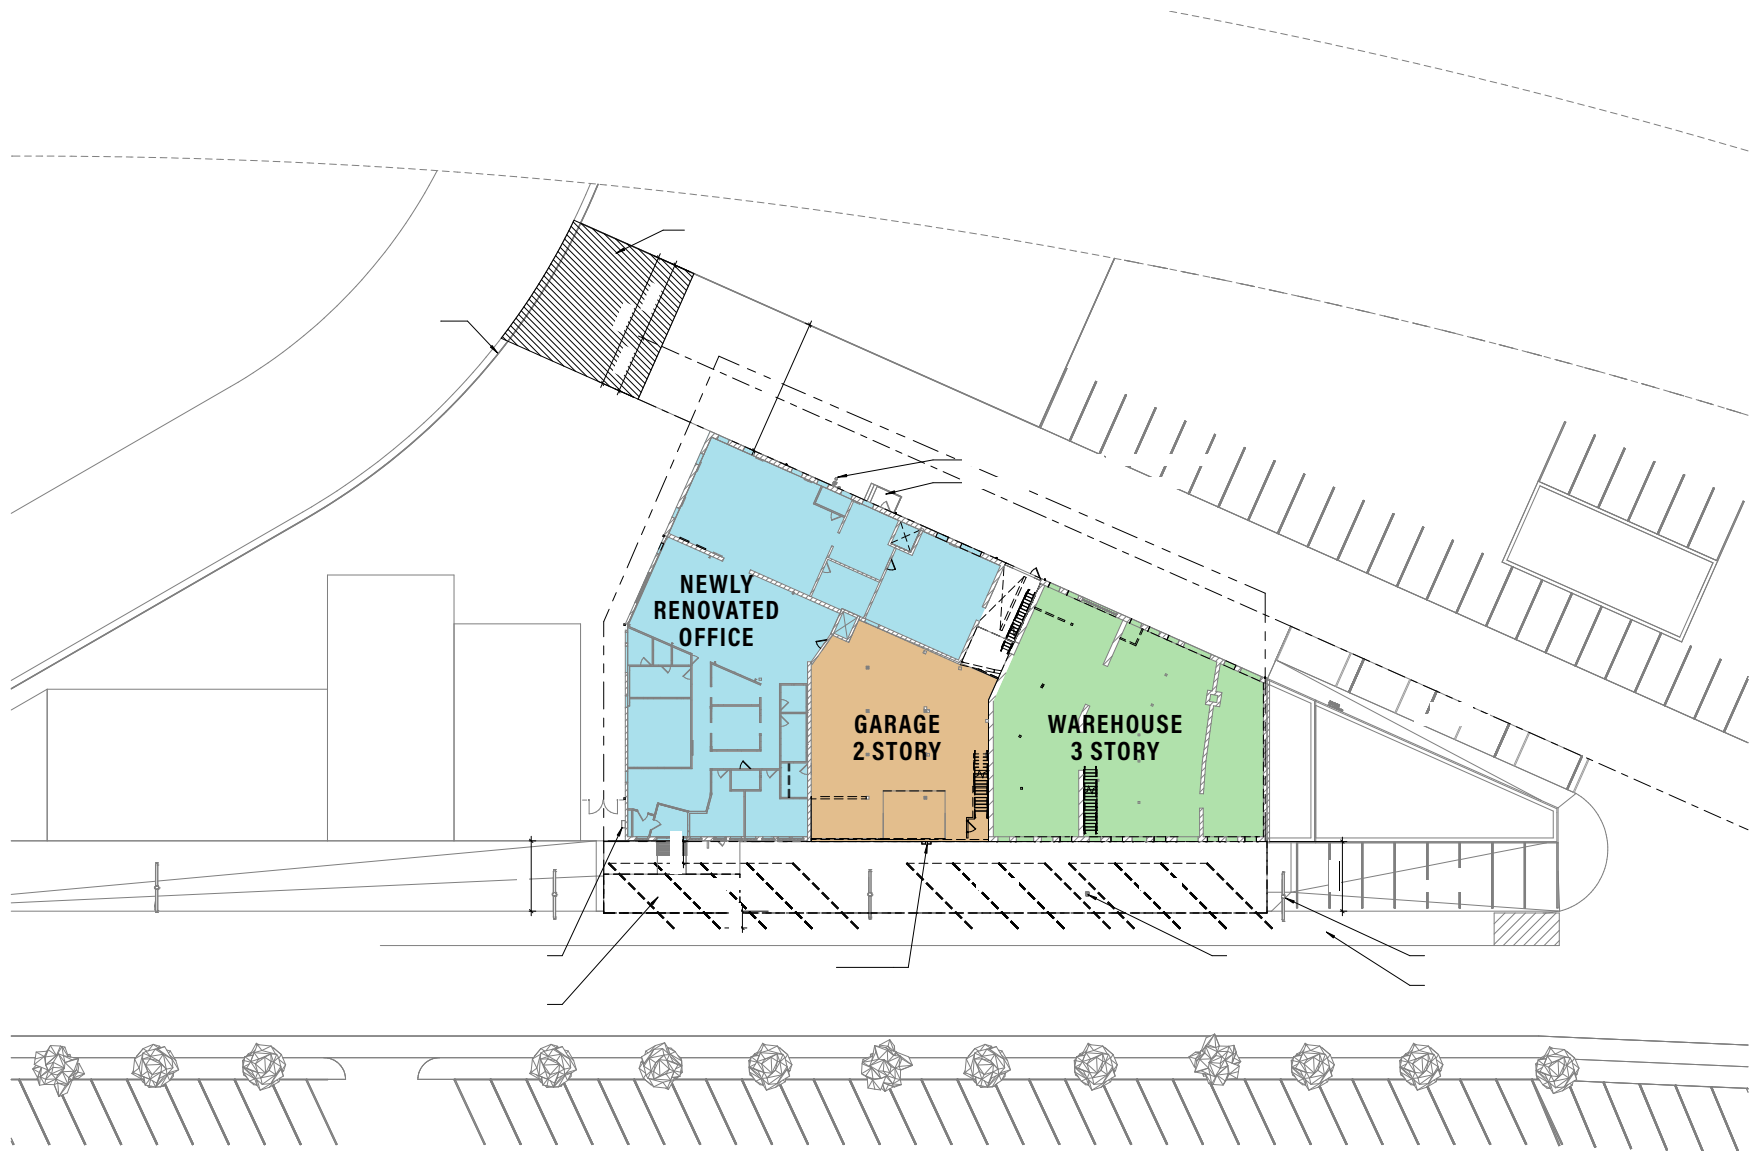 NEWLY
RENOVATED
OFFICE
GARAGE
2 STORY
WAREHOUSE
3 STORY